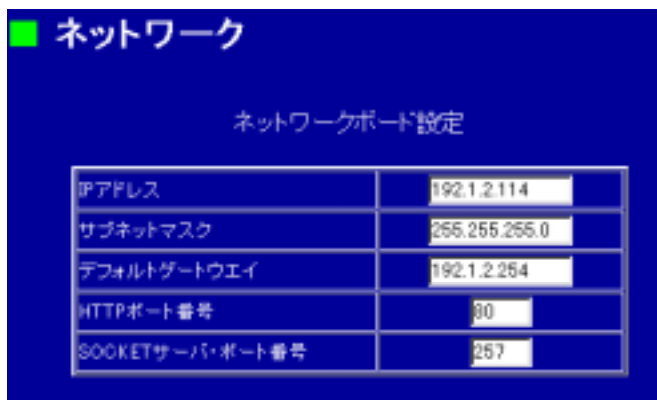 ネットワーク
ネットワークボード設定
IPアドレス 192.1.2.114
サブネットマスク 255.255.255.0
デフォルトゲートウエイ 192.1.2.254
HTTPポート番号 80
SOCKETサーバ・ポート番号 257